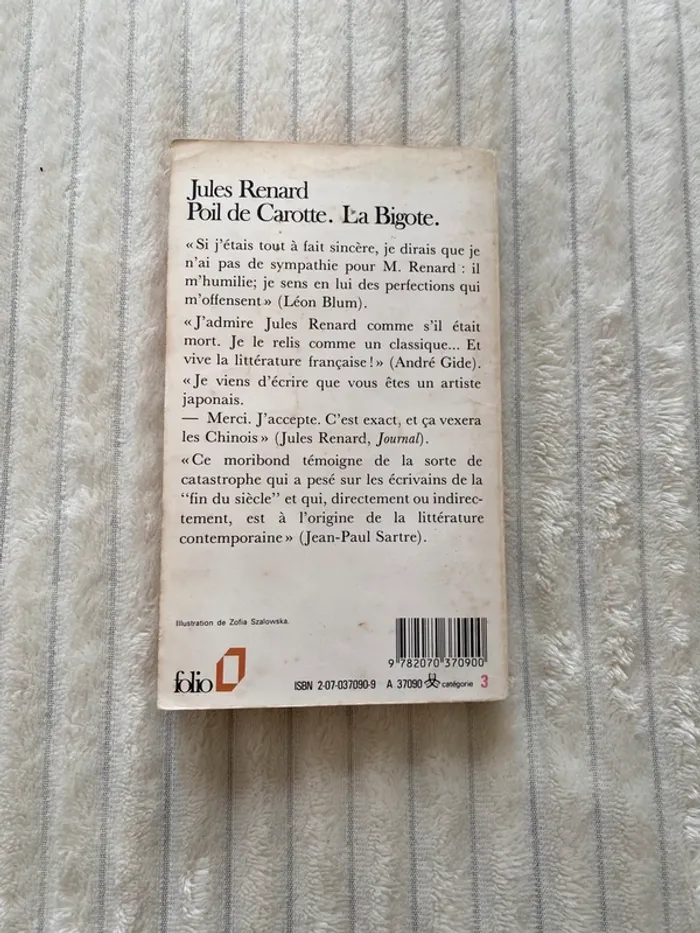 Jules Renard
Poil de Carotte. La Bigote.
« Si j'étais tout à fait sincère, je dirais que je
n'ai pas de sympathie pour M. Renard : il
m'humilie; je sens en lui des perfections qui
m'offensent » (Léon Blum).
« J'admire Jules Renard comme s'il était
mort. Je le relis comme un classique... Et
vive la littérature française ! » (André Gide).
« Je viens d'écrire que vous êtes un artiste
japonais.
— Merci. J'accepte. C'est exact, et ça vexera
les Chinois » (Jules Renard, Journal).
« Ce moribond témoigne de la sorte de
catastrophe qui a pesé sur les écrivains de la
‘‘fin du siècle’’ et qui, directement ou indirec-
tement, est à l'origine de la littérature
contemporaine » (Jean-Paul Sartre).
Illustration de Zofia Szalowska.
9 782070 370900
folio
ISBN 2-07-037090-9 A 37090 catégorie 3